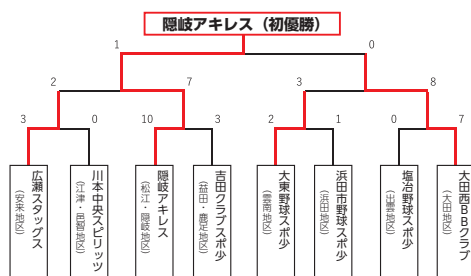 隠岐アキレス（初優勝）
1 0
2 7 3 8
3 0 10 3 2 1 0 7
広瀬スタッグス
（安来地区）
川本中央スピリッツ
（江津・邑智地区）
隠岐アキレス
（松江・隠岐地区）
吉田クラブスポ少
（益田・鹿足地区）
大東野球スポ少
（雲南地区）
浜田市野球スポ少
（浜田地区）
塩冶野球スポ少
（出雲地区）
大田西ＢＢクラブ
（大田地区）